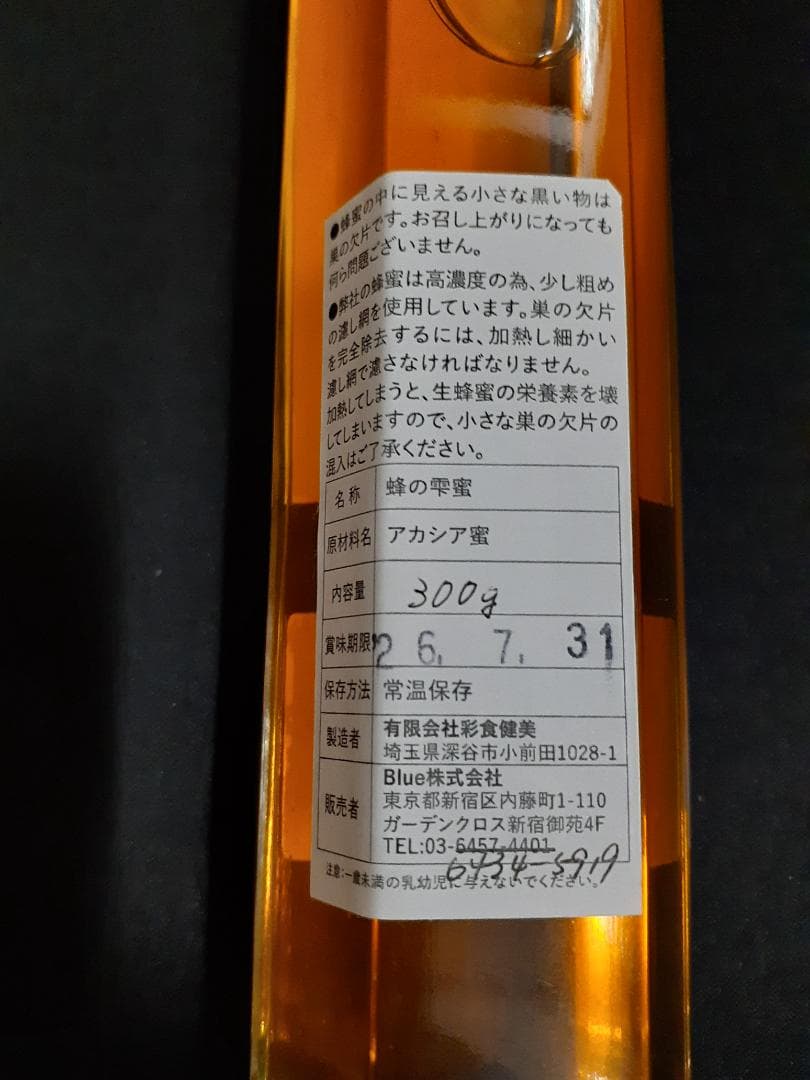 ●蜂蜜の中に見える小さな黒い物は
巣の欠片です。お召し上がりになっても
何ら問題ございません。
●弊社の蜂蜜は高濃度の為、少し粗め
の濾し網を使用しています。巣の欠片
を完全除去するには、加熱し細かい
濾し網で濾さなければなりません。
加熱してしまうと、生蜂蜜の栄養素を壊
してしまいますので、小さな巣の欠片の
混入はご了承ください。
名称 蜂の雫蜜
原材料名 アカシア蜜
内容量 300g
賞味期限 26. 7. 31
保存方法 常温保存
製造者 有限会社彩食健美
埼玉県深谷市小前田1028-1
販売者 Blue株式会社
東京都新宿区内藤町1-110
ガーデンクロス新宿御苑4F
TEL:03-6457-4401
6434-5919
注意:一歳未満の乳幼児に与えないでください。